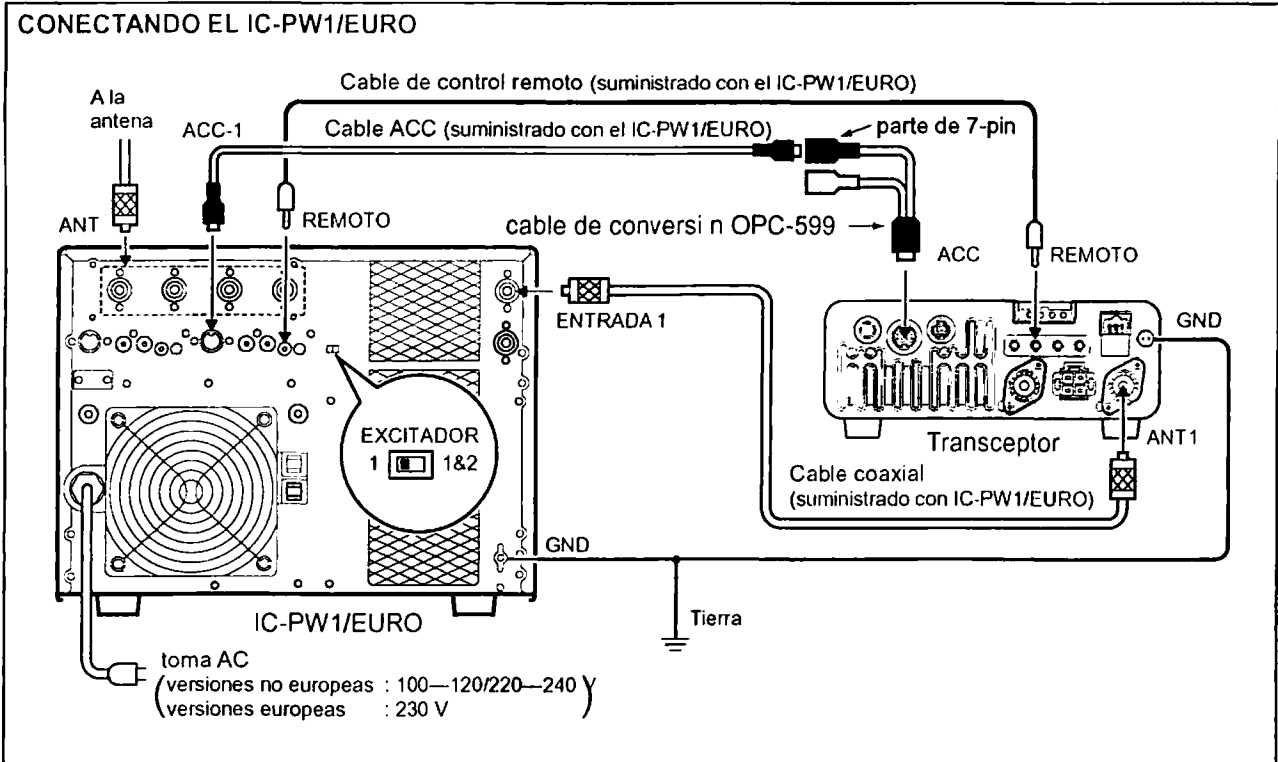 CONECTANDO EL IC-PW1/EURO
Cable de control remoto (suministrado con el IC-PW1/EURO)
A la
antena
ACC-1
Cable ACC (suministrado con el IC-PW1/EURO)
parte de 7-pin
ANT
REMOTO
cable de conversi n OPC-599
ACC
REMOTO
ENTRADA 1
GND
EXCITADOR
1 1&2
Transceptor
ANT1
Cable coaxial
(suministrado con IC-PW1/EURO)
GND
IC-PW1/EURO
Tierra
toma AC
(versiones no europeas : 100—120/220—240 V
versiones europeas : 230 V)